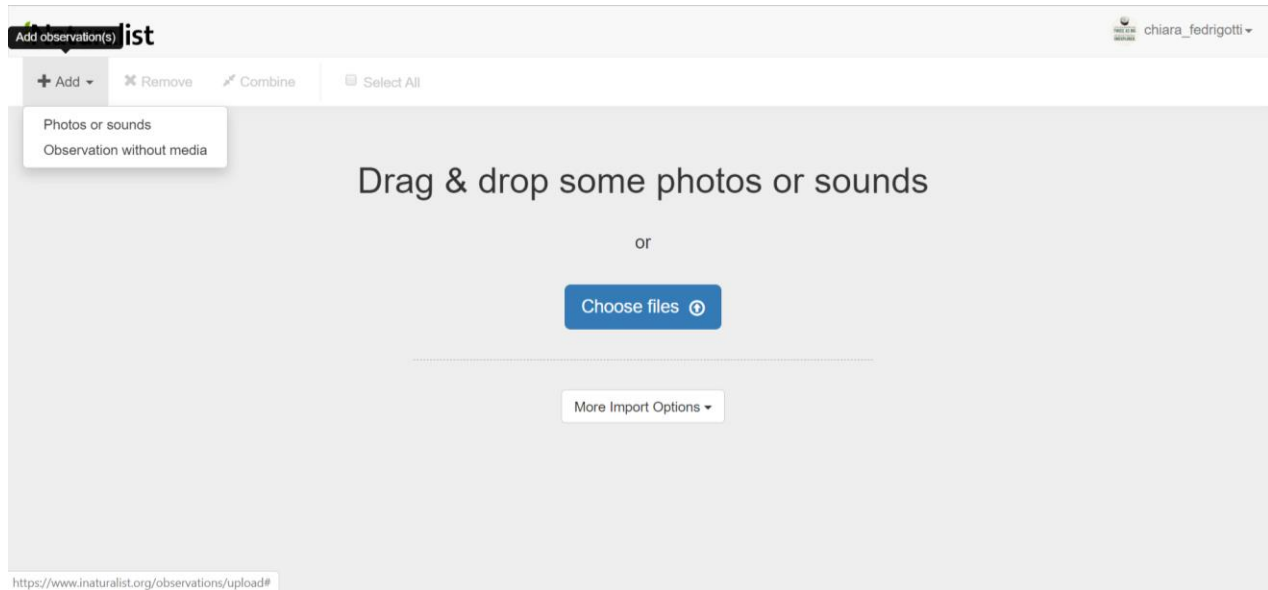 Add observation(s) list
chiara_fedrigotti
Add Remove Combine Select All
Photos or sounds
Observation without media
Drag & drop some photos or sounds
or
Choose files
More Import Options
https://www.inaturalist.org/observations/upload#